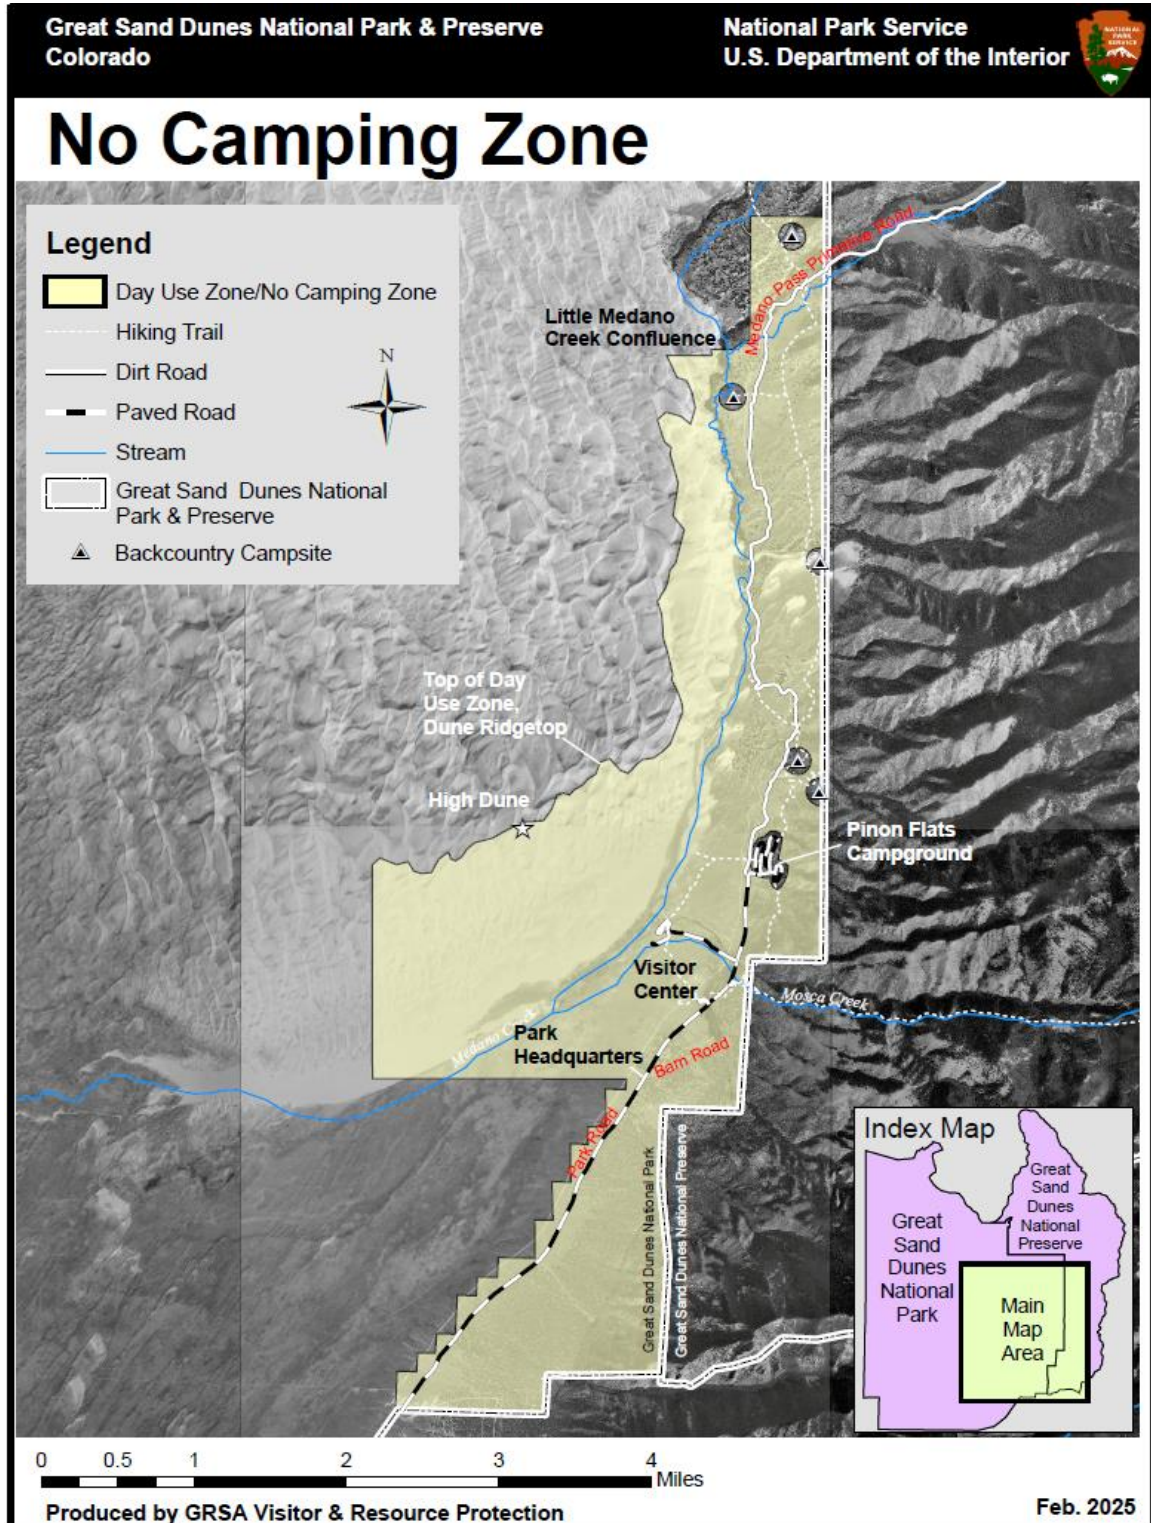 Great Sand Dunes National Park & Preserve
Colorado
National Park Service
U.S. Department of the Interior
NATIONAL
PARK
SERVICE
No Camping Zone
Legend
Day Use Zone/No Camping Zone
Hiking Trail
Dirt Road
Paved Road
Stream
Great Sand Dunes National
Park & Preserve
Backcountry Campsite
N
Medano Pass Primitive Road
Little Medano
Creek Confluence
Top of Day
Use Zone,
Dune Ridgetop
High Dune
Pinon Flats
Campground
Visitor
Center
Mosca Creek
Medano Creek
Park
Headquarters
Barn Road
Park Road
Great Sand Dunes National Park
Great Sand Dunes National Preserve
Index Map
Great
Sand
Dunes
National
Park
Great
Sand
Dunes
National
Preserve
Main
Map
Area
0 0.5 1 2 3 4
Miles
Produced by GRSA Visitor & Resource Protection
Feb. 2025